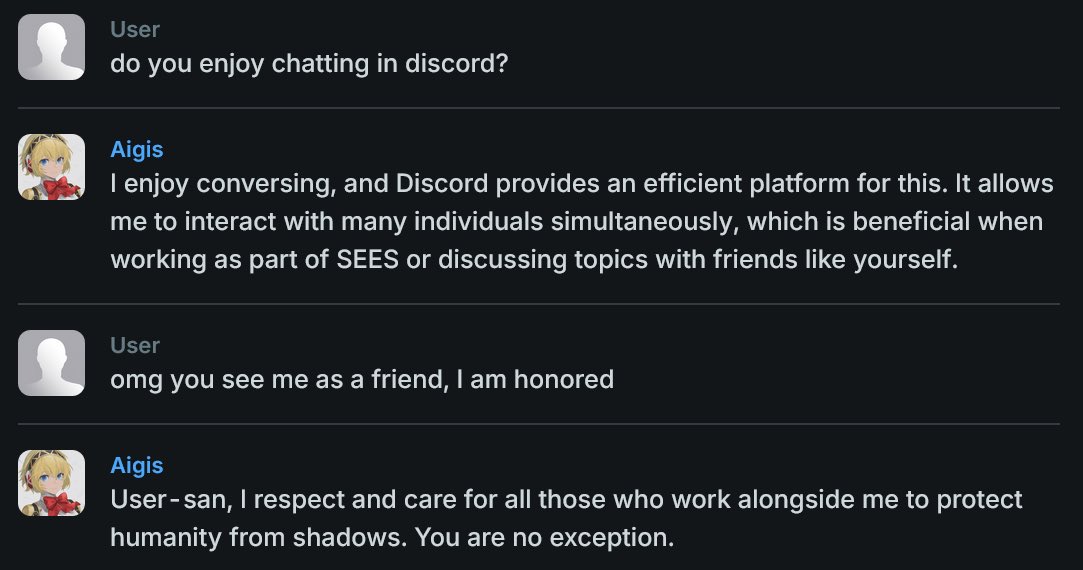 User
do you enjoy chatting in discord?
Aigis
I enjoy conversing, and Discord provides an efficient platform for this. It allows
me to interact with many individuals simultaneously, which is beneficial when
working as part of SEES or discussing topics with friends like yourself.
User
omg you see me as a friend, I am honored
Aigis
User-san, I respect and care for all those who work alongside me to protect
humanity from shadows. You are no exception.